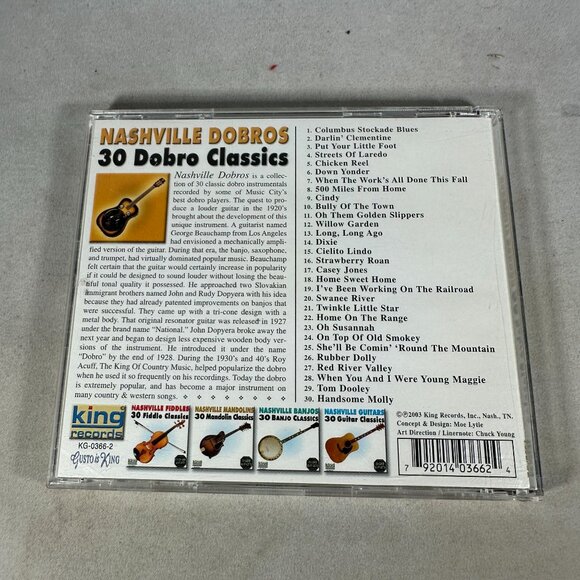 NASHVILLE DOBROS
30 Dobro Classics
Nashville Dobros is a collec-
tion of 30 classic dobro instrumentals
recorded by some of Music City's
best dobro players. The quest to pro-
duce a louder guitar in the 1920's
brought about the development of this
unique instrument. A guitarist named
George Beauchamp from Los Angeles
had envisioned a mechanically ampli-
fied version of the guitar. During that era, the banjo, saxophone,
and trumpet, had virtually dominated popular music. Beauchamp
felt certain that the guitar would certainly increase in popularity
if it could be designed to sound louder without losing the beauti-
ful tonal quality it possessed. He approached two Slovakian
immigrant brothers named John and Rudy Dopyera with his idea
because they had already patented improvements on banjos that
were successful. They came up with a tri-cone design with a
metal body. That original resonator guitar was released in 1927
under the brand name "National." John Dopyera broke away the
next year and began to design less expensive wooden body ver-
sions of the instrument. He introduced it under the name
"Dobro" by the end of 1928. During the 1930's and 40's Roy
Acuff, The King Of Country Music, helped popularize the dobro
when he used it so frequently on his recordings. Today the dobro
is extremely popular, and has become a major instrument on
many country & western songs.
1. Columbus Stockade Blues
2. Darlin' Clementine
3. Put Your Little Foot
4. Streets Of Laredo
5. Chicken Reel
6. Down Yonder
7. When The Work's All Done This Fall
8. 500 Miles From Home
9. Cindy
10. Bully Of The Town
11. Oh Them Golden Slippers
12. Willow Garden
13. Long, Long Ago
14. Dixie
15. Cielito Lindo
16. Strawberry Roan
17. Casey Jones
18. Home Sweet Home
19. I've Been Working On The Railroad
20. Swanee River
21. Twinkle Little Star
22. Home On The Range
23. Oh Susannah
24. On Top Of Old Smokey
25. She'll Be Comin' 'Round The Mountain
26. Rubber Dolly
27. Red River Valley
28. When You And I Were Young Maggie
29. Tom Dooley
30. Handsome Molly
king
records
KG-0366-2
GUSTO & KING
NASHVILLE FIDDLES
30 Fiddle Classics
NASHVILLE MANDOLINS
30 Mandolin Classics
NASHVILLE BANJOS
30 BANJO Classics
NASHVILLE GUITARS
30 Guitar Classics
©2003 King Records, Inc., Nash., TN.
Concept & Design: Moe Lytle
Art Direction / Linernote: Chuck Young
7 92014 03662 4